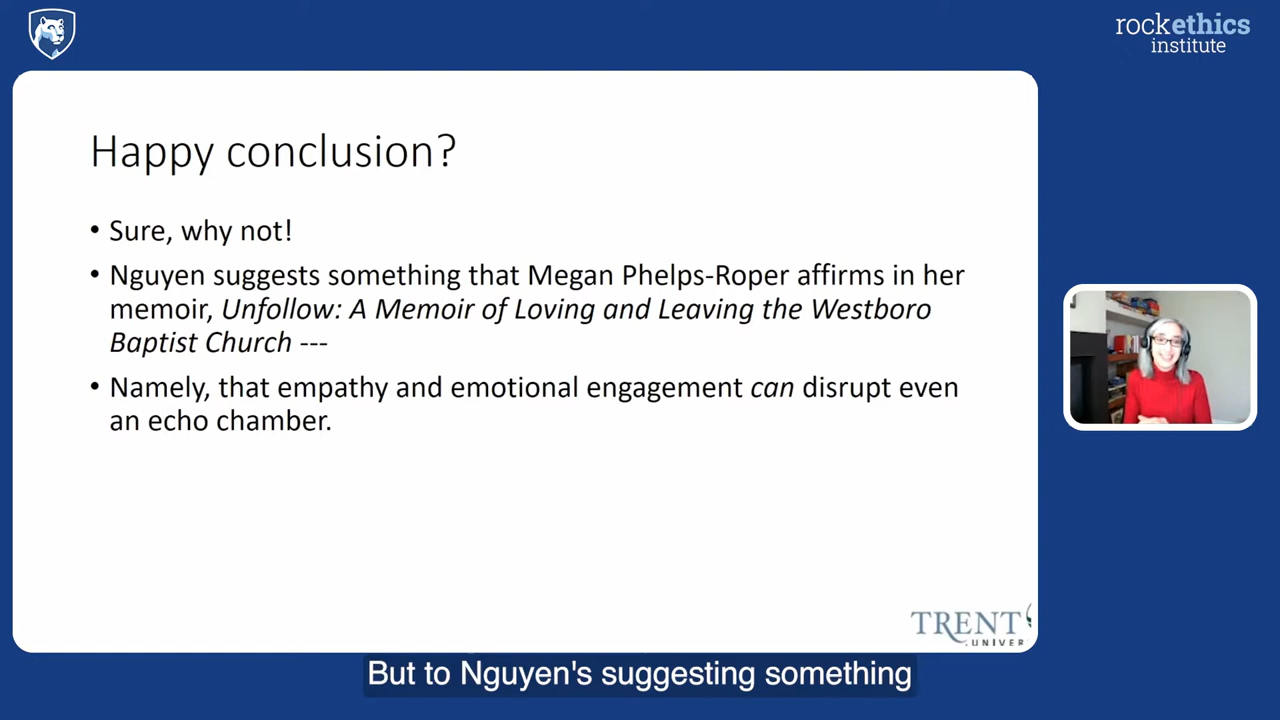 rockethics
institute
Happy conclusion?
• Sure, why not!
• Nguyen suggests something that Megan Phelps-Roper affirms in her
memoir, Unfollow: A Memoir of Loving and Leaving the Westboro
Baptist Church ---
• Namely, that empathy and emotional engagement can disrupt even
an echo chamber.
TRENT
UNIVER
But to Nguyen's suggesting something